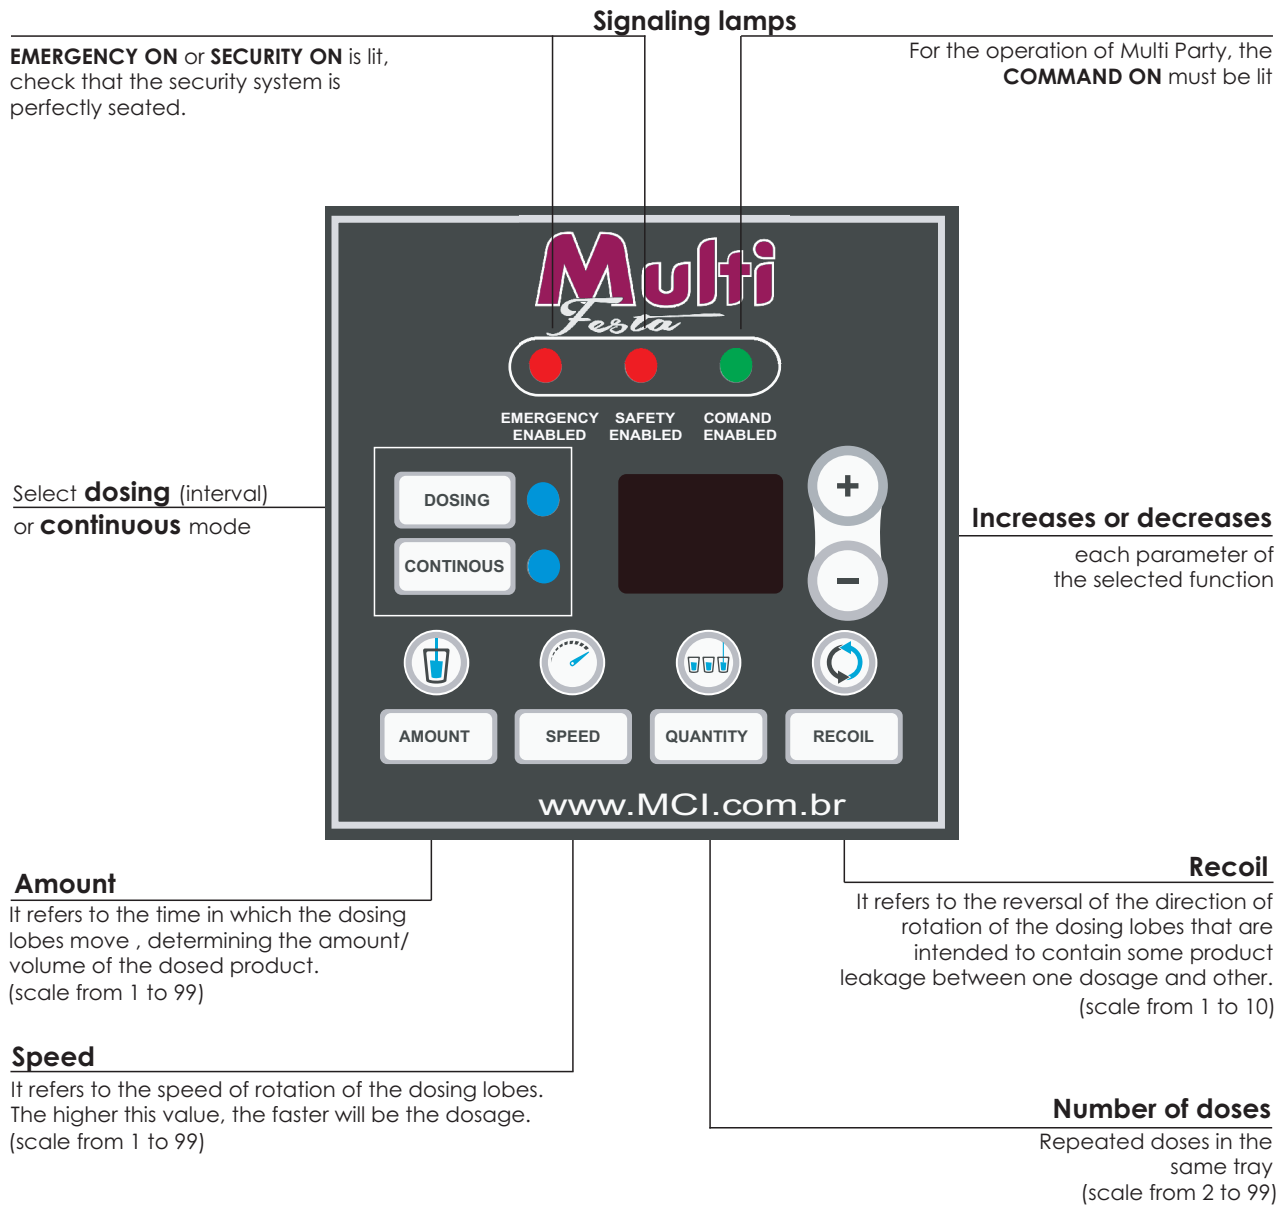 Signaling lamps
EMERGENCY ON or SECURITY ON is lit,
check that the security system is
perfectly seated.
For the operation of Multi Party, the
COMMAND ON must be lit
Multi
Festa
EMERGENCY
ENABLED
SAFETY
ENABLED
COMAND
ENABLED
Select dosing (interval)
or continuous mode
DOSING
CONTINOUS
+
−
Increases or decreases
each parameter of
the selected function
AMOUNT
SPEED
QUANTITY
RECOIL
www.MCI.com.br
Amount
It refers to the time in which the dosing
lobes move , determining the amount/
volume of the dosed product.
(scale from 1 to 99)
Speed
It refers to the speed of rotation of the dosing lobes.
The higher this value, the faster will be the dosage.
(scale from 1 to 99)
Recoil
It refers to the reversal of the direction of
rotation of the dosing lobes that are
intended to contain some product
leakage between one dosage and other.
(scale from 1 to 10)
Number of doses
Repeated doses in the
same tray
(scale from 2 to 99)